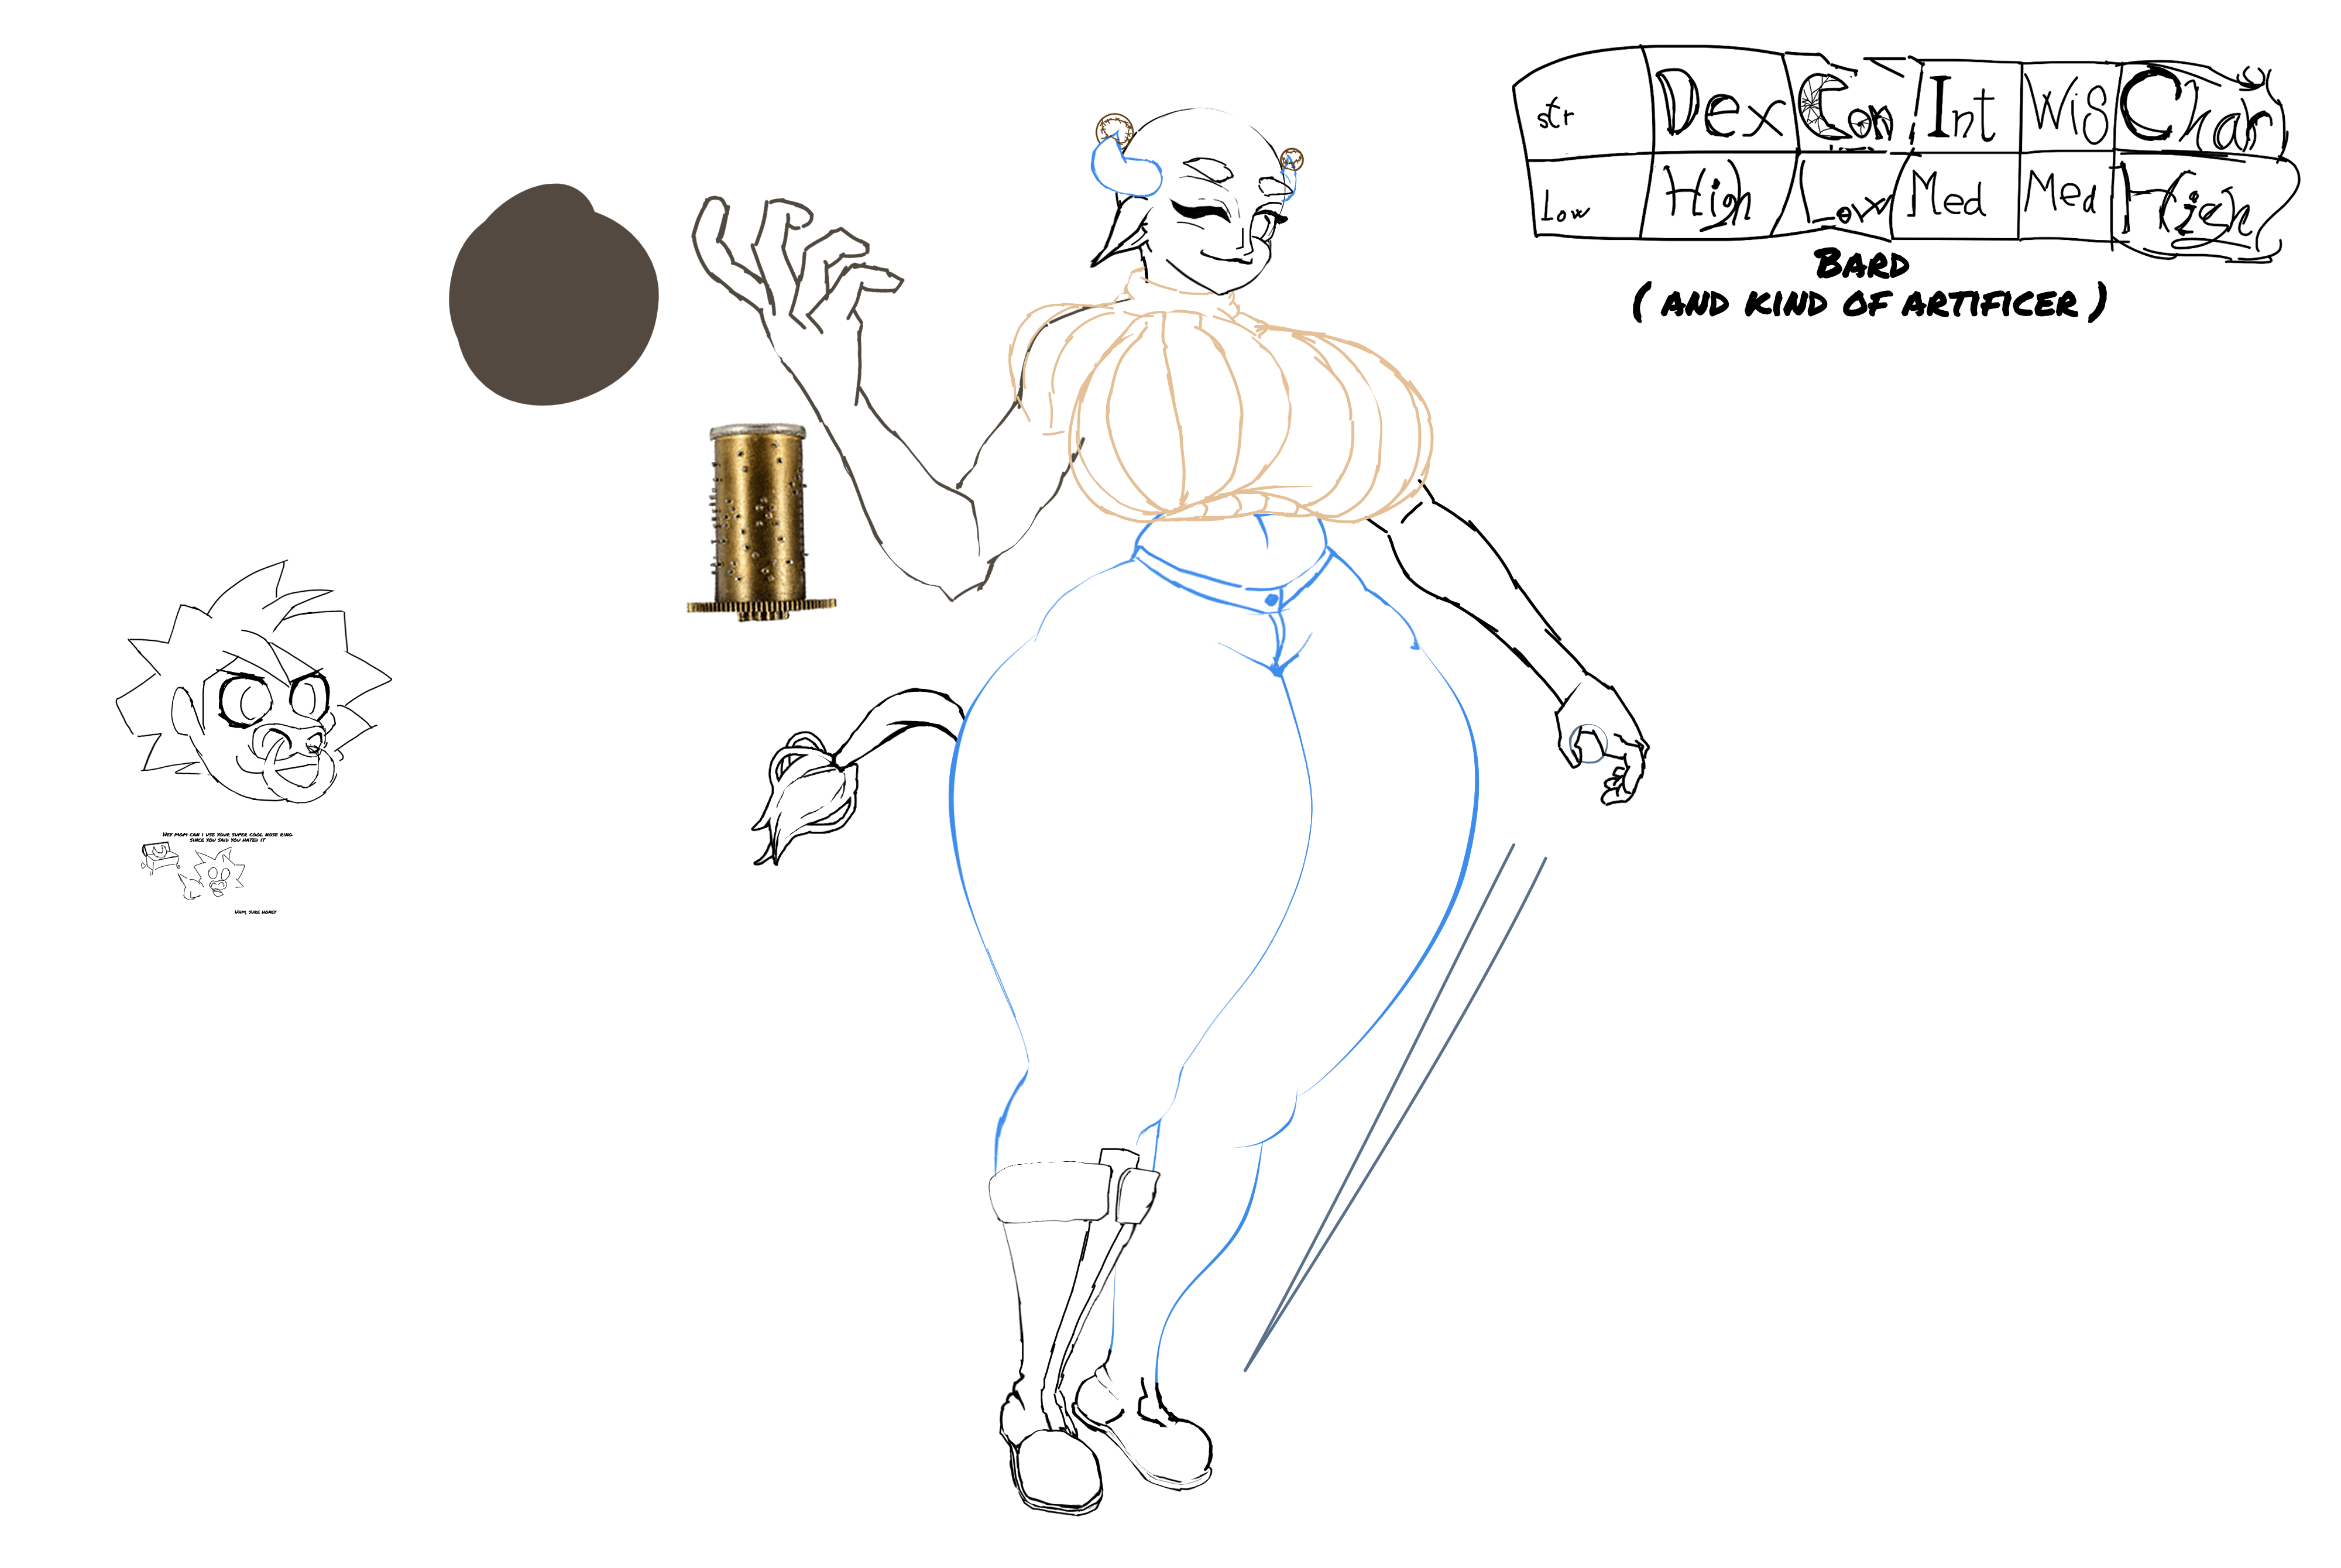 str Dex Con Int Wis Char
Low High Low Med Med High
Bard
( and kind of artificer )
Hey mom can i use your super cool nose ring
since you said you hated it
Uhm, sure honey